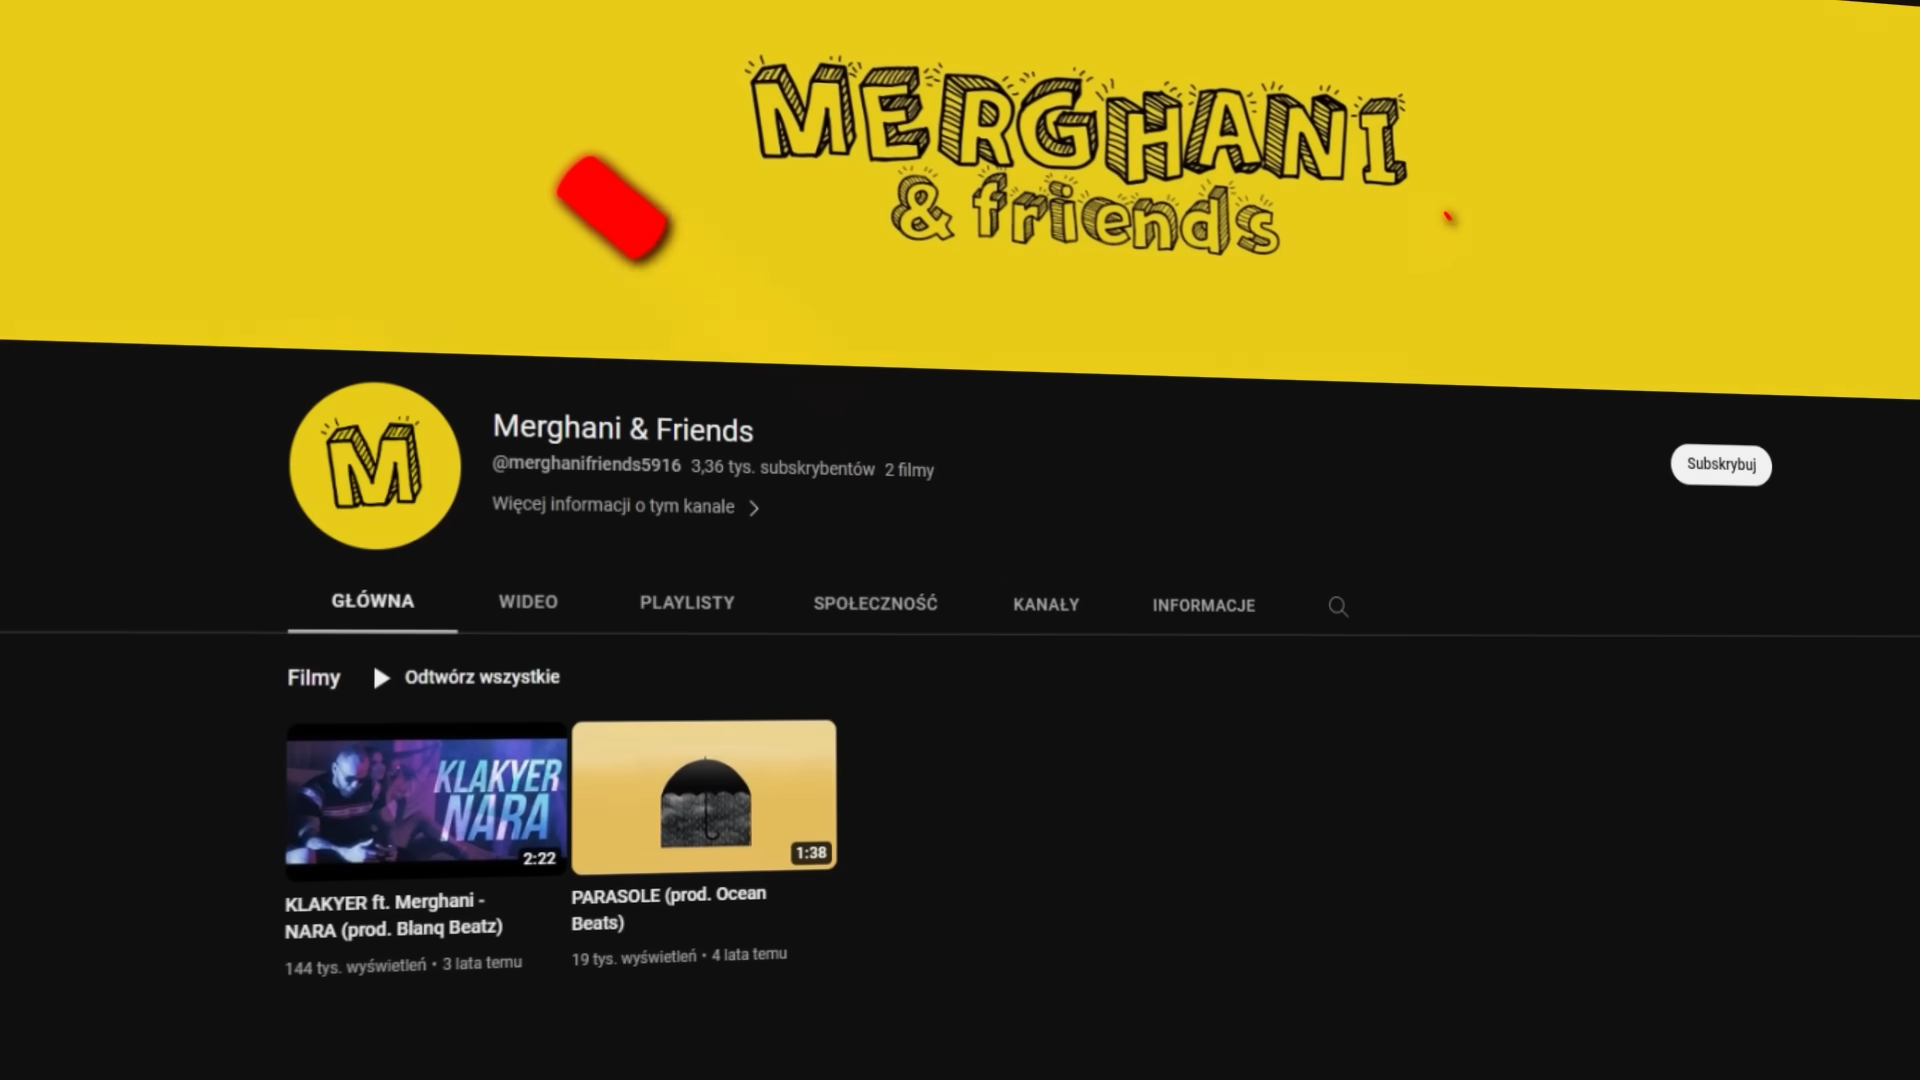 MERGHANI
& friends
M
Merghani & Friends
@merghanifriends5916 3,36 tys. subskrybentów 2 filmy
Więcej informacji o tym kanale
Subskrybuj
GŁÓWNA WIDEO PLAYLISTY SPOŁECZNOŚĆ KANAŁY INFORMACJE
Filmy Odtwórz wszystkie
KLAKYER
NARA
2:22
1:38
KLAKYER ft. Merghani -
NARA (prod. Blanq Beatz)
144 tys. wyświetleń • 3 lata temu
PARASOLE (prod. Ocean
Beats)
19 tys. wyświetleń • 4 lata temu